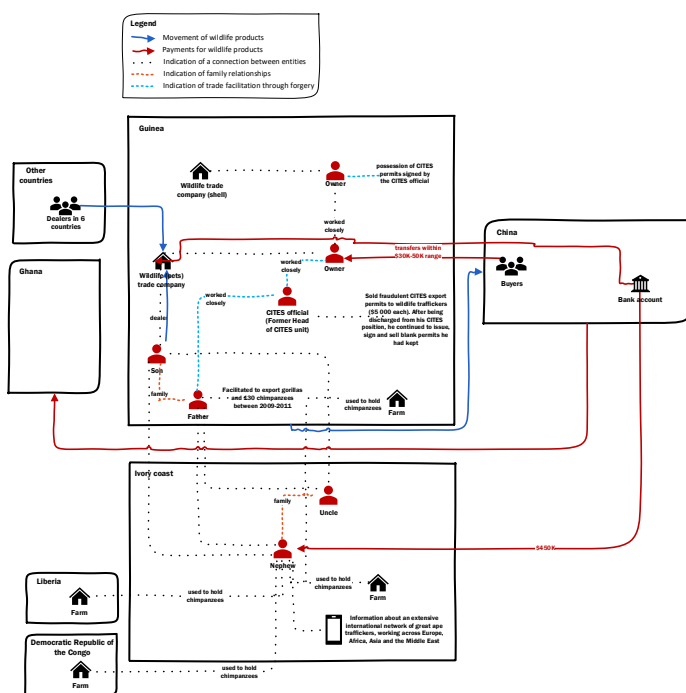 Legend
Movement of wildlife products
Payments for wildlife products
Indication of a connection between entities
Indication of family relationships
Indication of trade facilitation through forgery
Guinea
Wildlife trade
company (shell)
Owner
possession of CITES
permits signed by
the CITES official
Other
countries
Dealers in 6
countries
worked
closely
transfers within
$30K-50K range
China
Buyers
Bank account
Owner
Wildlife (pets)
trade company
worked
closely
Ghana
worked
closely
CITES official
(Former Head
of CITES unit)
Sold fraudulent CITES export
permits to wildlife traffickers
($5 000 each). After being
discharged from his CITES
position, he continued to issue,
sign and sell blank permits he
had kept
dealer
Son
family
Father
Facilitated to export gorillas
and £30 chimpanzees
between 2009-2011
used to hold
chimpanzees
Farm
Ivory coast
Uncle
family
Nephew
$450K
Liberia
Farm
used to hold
chimpanzees
used to hold
chimpanzees
Farm
Information about an extensive
international network of great ape
traffickers, working across Europe,
Africa, Asia and the Middle East
Democratic Republic of
the Congo
Farm
used to hold
chimpanzees